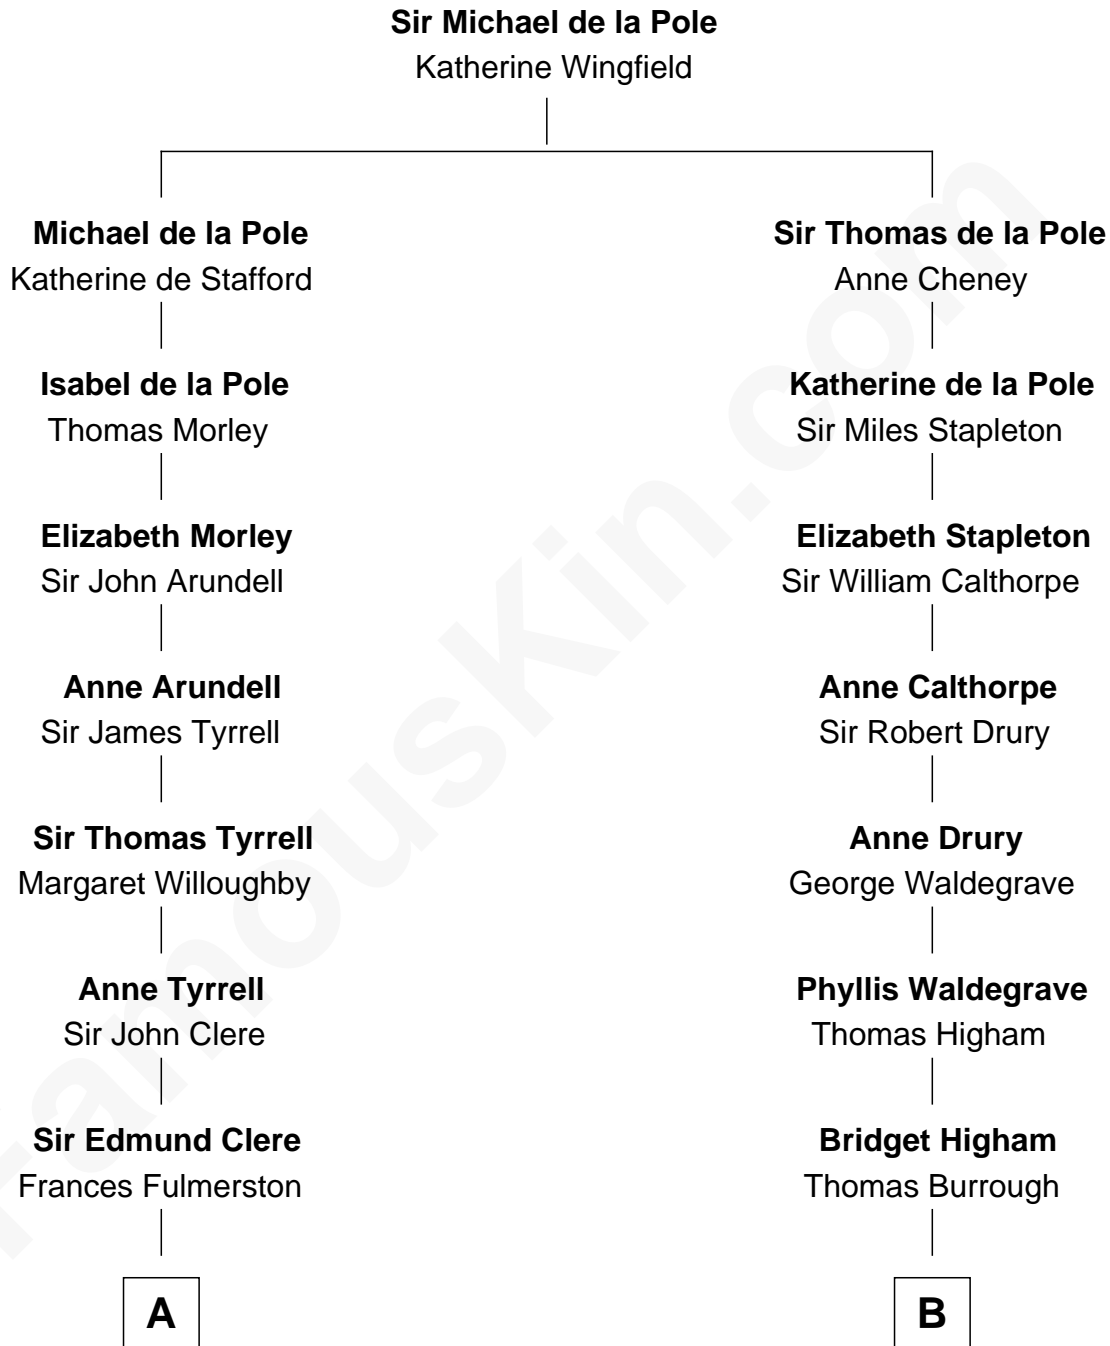 Sir Michael de la Pole
Katherine Wingfield
Michael de la Pole
Katherine de Stafford
Sir Thomas de la Pole
Anne Cheney
Isabel de la Pole
Thomas Morley
Katherine de la Pole
Sir Miles Stapleton
Elizabeth Morley
Sir John Arundell
Elizabeth Stapleton
Sir William Calthorpe
Anne Arundell
Sir James Tyrrell
Anne Calthorpe
Sir Robert Drury
Sir Thomas Tyrrell
Margaret Willoughby
Anne Drury
George Waldegrave
Anne Tyrrell
Sir John Clere
Phyllis Waldegrave
Thomas Higham
Sir Edmund Clere
Frances Fulmerston
Bridget Higham
Thomas Burrough
A
B
FamousKin.com